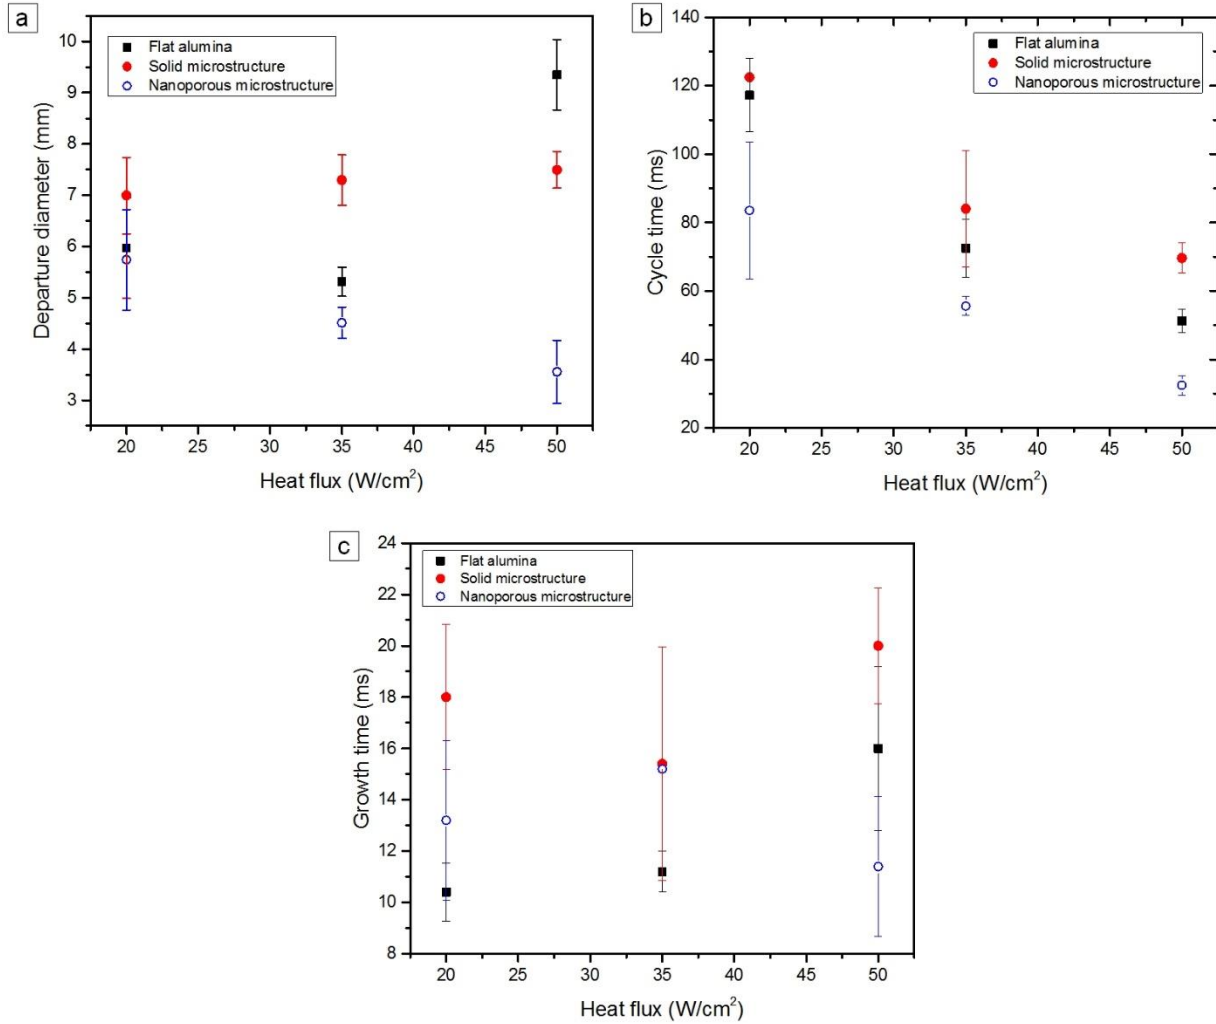 a
Flat alumina
Solid microstructure
Nanoporous microstructure
10
9
8
7
6
5
4
3
Departure diameter (mm)
20 25 30 35 40 45 50
Heat flux (W/cm²)
b
Flat alumina
Solid microstructure
Nanoporous microstructure
140
120
100
80
60
40
20
Cycle time (ms)
20 25 30 35 40 45 50
Heat flux (W/cm²)
c
Flat alumina
Solid microstructure
Nanoporous microstructure
24
22
20
18
16
14
12
10
8
Growth time (ms)
20 25 30 35 40 45 50
Heat flux (W/cm²)